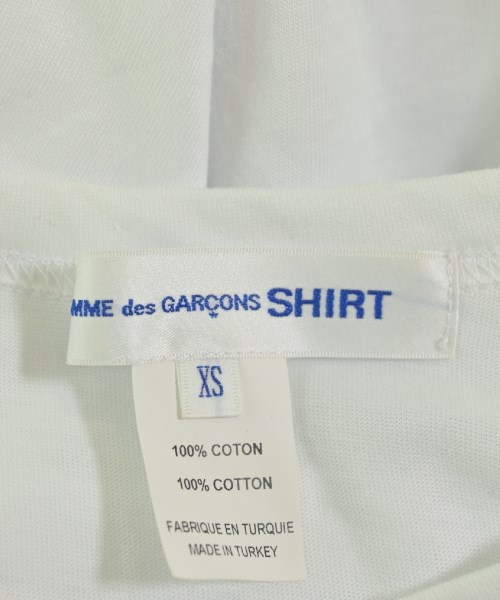 MME des GARÇONS SHIRT
XS
100% COTON
100% COTTON
FABRIQUE EN TURQUIE
MADE IN TURKEY